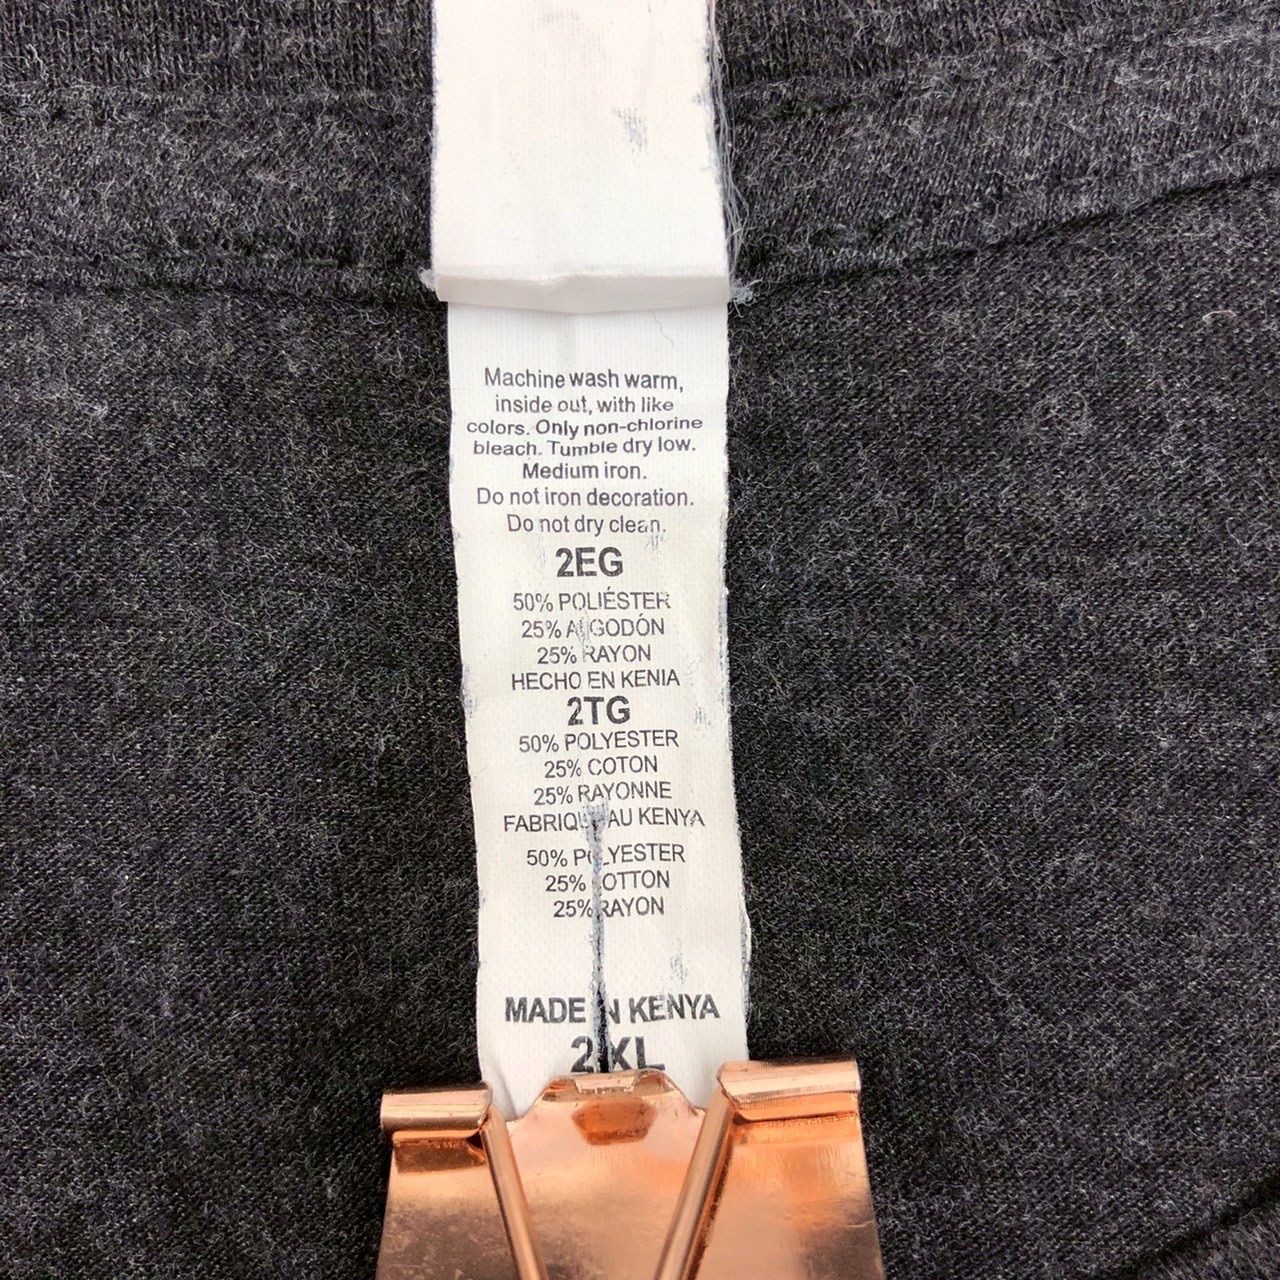 Machine wash warm,
inside out, with like
colors. Only non-chlorine
bleach. Tumble dry low.
Medium iron.
Do not iron decoration.
Do not dry clean.
2EG
50% POLIÉSTER
25% ALGODÓN
25% RAYON
HECHO EN KENIA
2TG
50% POLYESTER
25% COTON
25% RAYONNE
FABRIQUÉ AU KENYA
50% POLYESTER
25% COTTON
25% RAYON
MADE IN KENYA
2XL